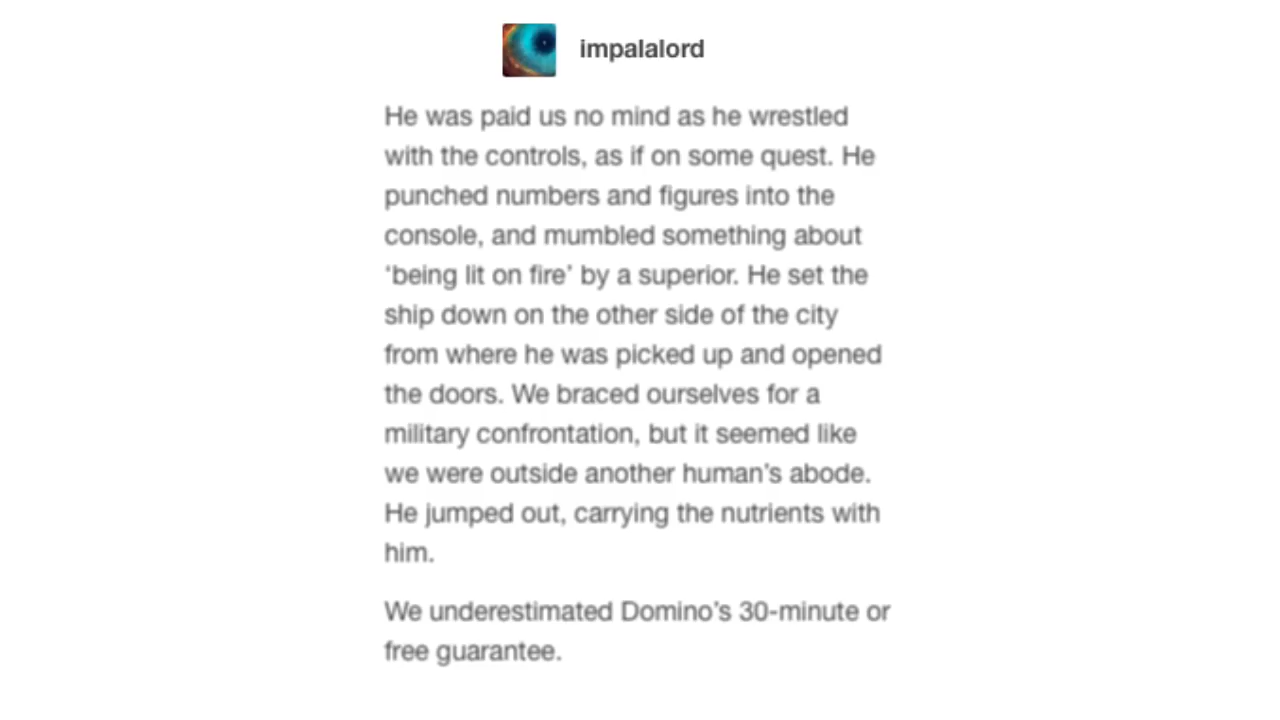 impalalord
He was paid us no mind as he wrestled
with the controls, as if on some quest. He
punched numbers and figures into the
console, and mumbled something about
‘being lit on fire’ by a superior. He set the
ship down on the other side of the city
from where he was picked up and opened
the doors. We braced ourselves for a
military confrontation, but it seemed like
we were outside another human’s abode.
He jumped out, carrying the nutrients with
him.
We underestimated Domino’s 30-minute or
free guarantee.